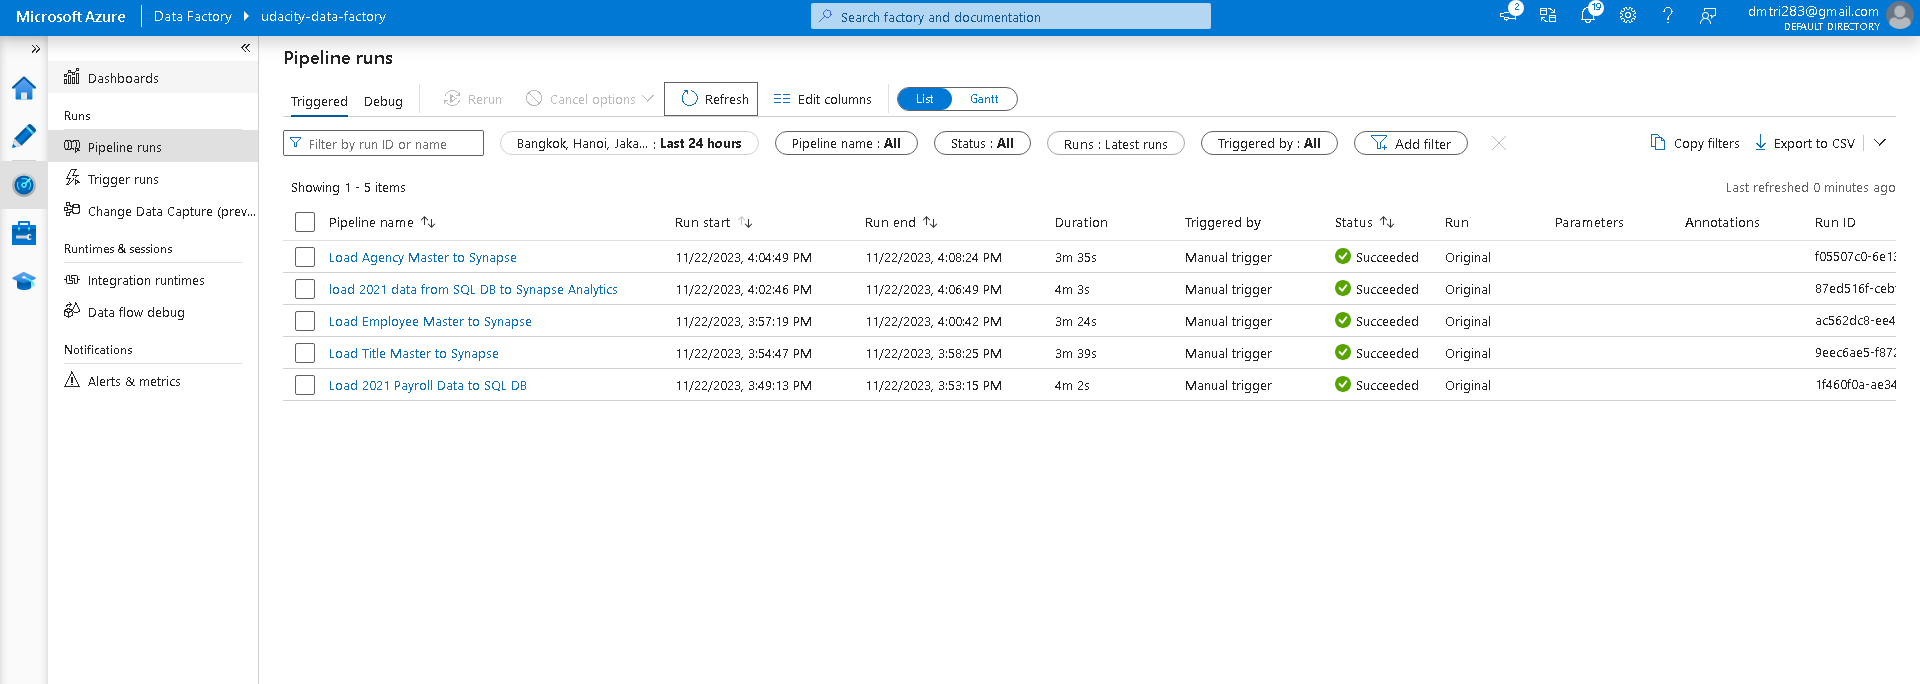 Microsoft Azure Data Factory udacity-data-factory Search factory and documentation 2 19 dmtri283@gmail.com
DEFAULT DIRECTORY
Dashboards
Runs
Pipeline runs
Trigger runs
Change Data Capture (prev...
Runtimes & sessions
Integration runtimes
Data flow debug
Notifications
Alerts & metrics
Pipeline runs
Triggered Debug Rerun Cancel options Refresh Edit columns List Gantt
Filter by run ID or name Bangkok, Hanoi, Jaka... : Last 24 hours Pipeline name : All Status : All Runs : Latest runs Triggered by : All Add filter Copy filters Export to CSV
Showing 1 - 5 items Last refreshed 0 minutes ago
Pipeline name Run start Run end Duration Triggered by Status Run Parameters Annotations Run ID
Load Agency Master to Synapse 11/22/2023, 4:04:49 PM 11/22/2023, 4:08:24 PM 3m 35s Manual trigger Succeeded Original f05507c0-6e13
load 2021 data from SQL DB to Synapse Analytics 11/22/2023, 4:02:46 PM 11/22/2023, 4:06:49 PM 4m 3s Manual trigger Succeeded Original 87ed516f-ceb
Load Employee Master to Synapse 11/22/2023, 3:57:19 PM 11/22/2023, 4:00:42 PM 3m 24s Manual trigger Succeeded Original ac562dc8-ee4
Load Title Master to Synapse 11/22/2023, 3:54:47 PM 11/22/2023, 3:58:25 PM 3m 39s Manual trigger Succeeded Original 9eec6ae5-f872
Load 2021 Payroll Data to SQL DB 11/22/2023, 3:49:13 PM 11/22/2023, 3:53:15 PM 4m 2s Manual trigger Succeeded Original 1f460f0a-ae34